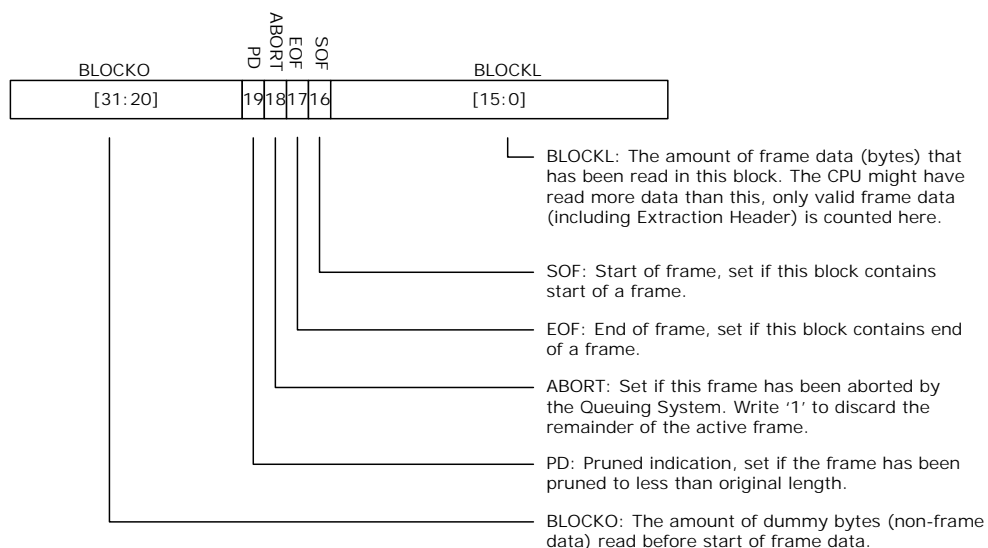 PD
ABORT
EOF
SOF
BLOCKO
BLOCKL
[31:20]
19
18
17
16
[15:0]
BLOCKL: The amount of frame data (bytes) that
has been read in this block. The CPU might have
read more data than this, only valid frame data
(including Extraction Header) is counted here.
SOF: Start of frame, set if this block contains
start of a frame.
EOF: End of frame, set if this block contains end
of a frame.
ABORT: Set if this frame has been aborted by
the Queuing System. Write ‘1’ to discard the
remainder of the active frame.
PD: Pruned indication, set if the frame has been
pruned to less than original length.
BLOCKO: The amount of dummy bytes (non-frame
data) read before start of frame data.